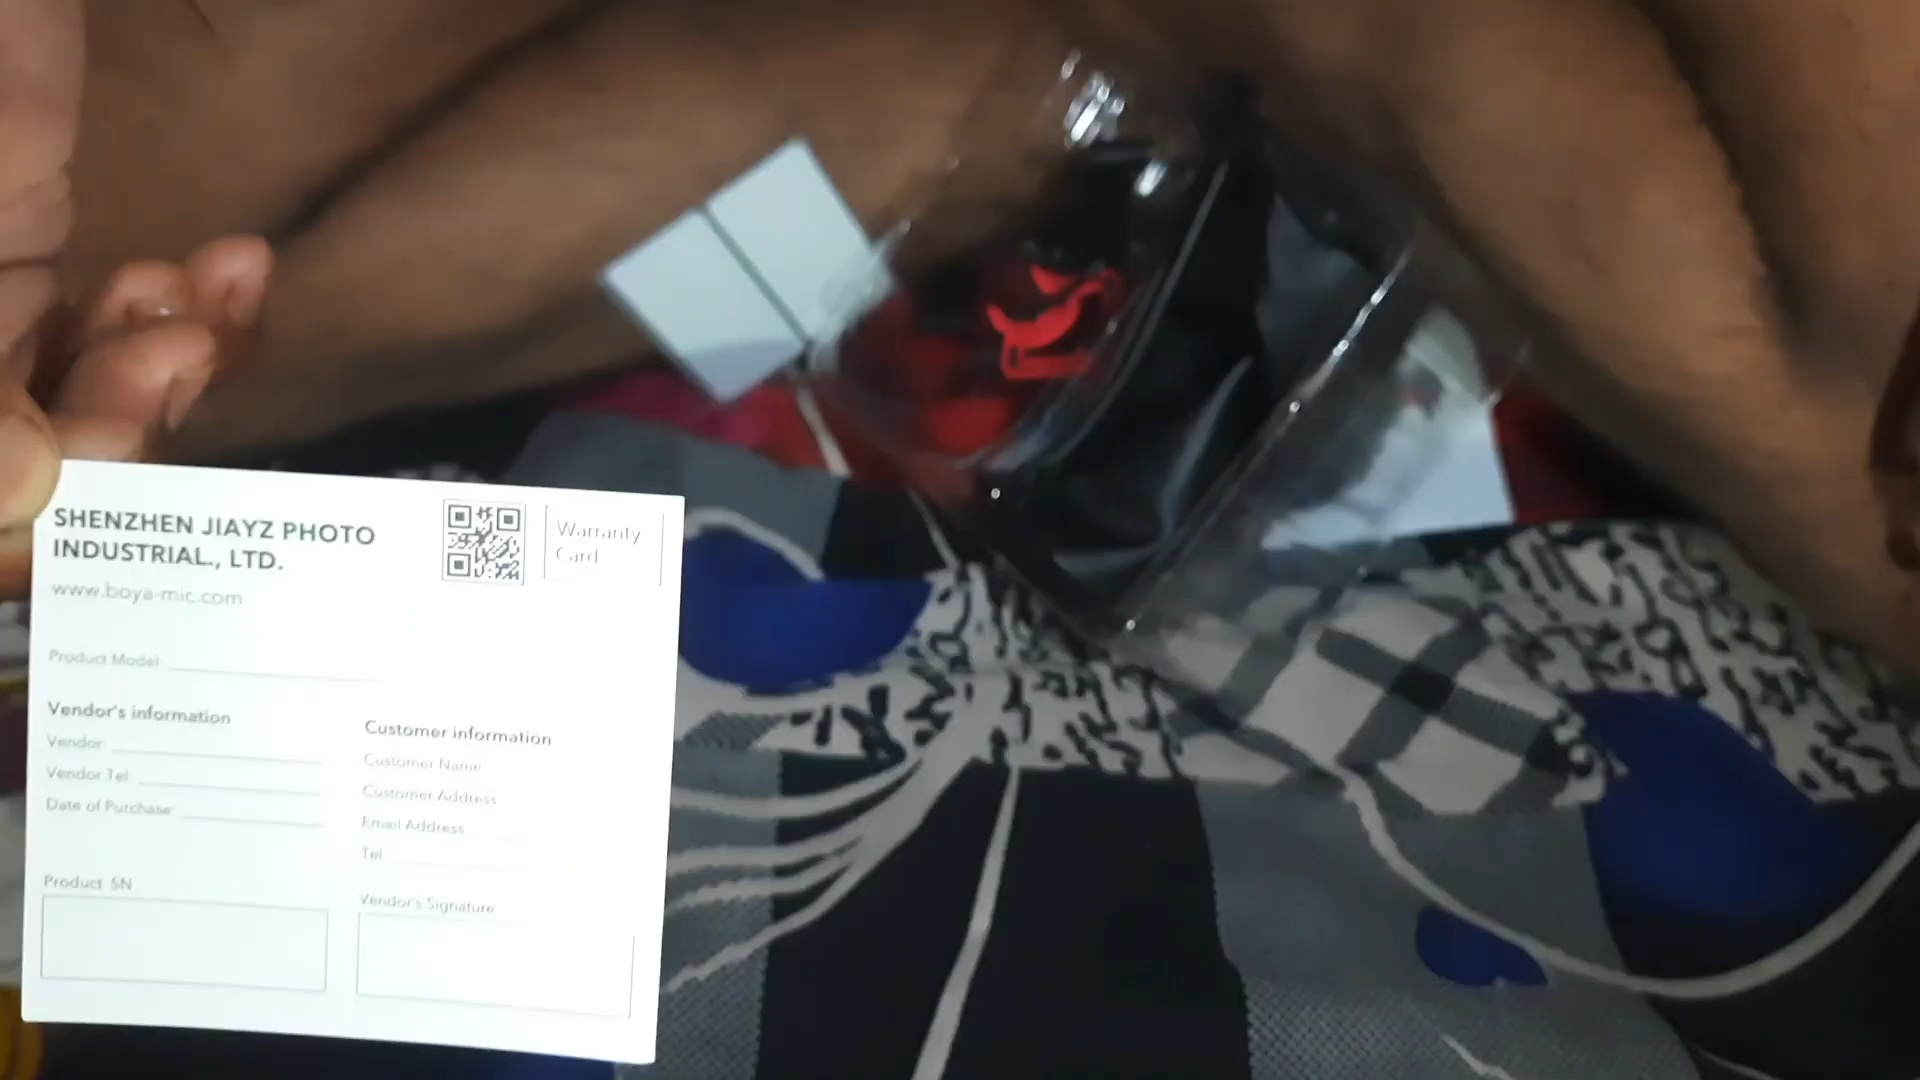 SHENZHEN JIAYZ PHOTO
INDUSTRIAL., LTD.
www.boya-mic.com
Warranty
Card
Product Model:
Vendor's information
Vendor:
Vendor Tel:
Date of Purchase:
Product SN
Customer information
Customer Name
Customer Address
Email Address
Tel
Vendor's Signature